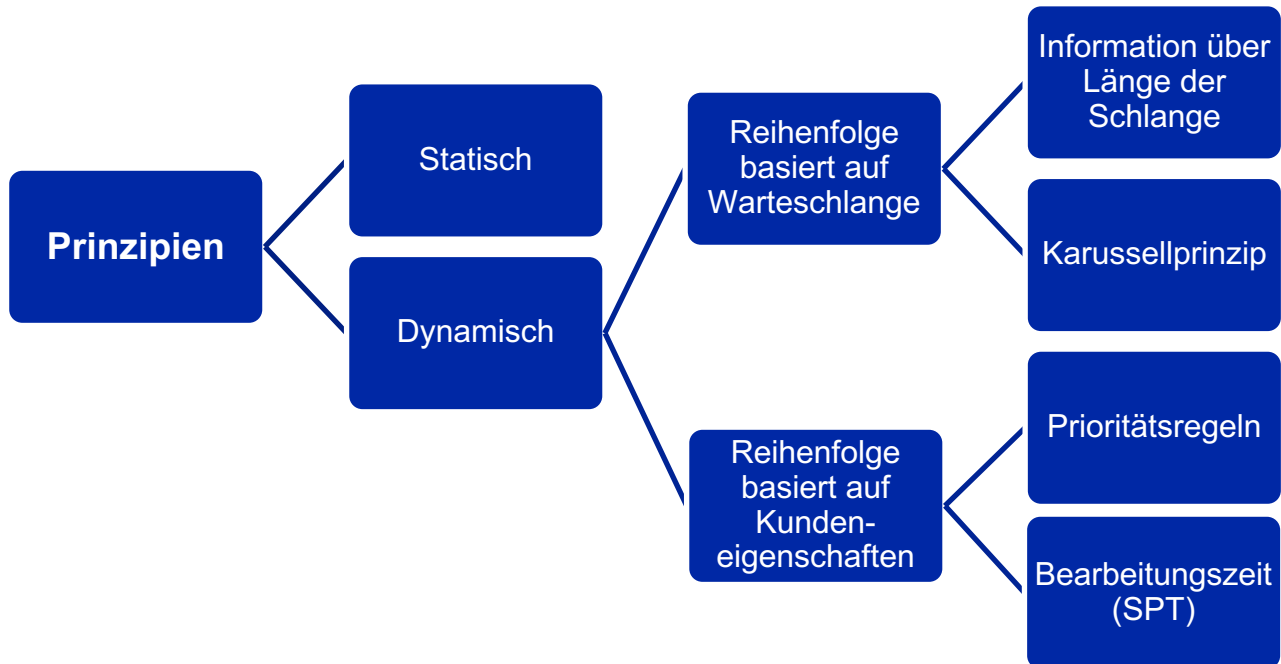 Prinzipien
Statisch
Dynamisch
Reihenfolge
basiert auf
Warteschlange
Reihenfolge
basiert auf
Kunden-
eigenschaften
Information über
Länge der
Schlange
Karussellprinzip
Prioritätsregeln
Bearbeitungszeit
(SPT)